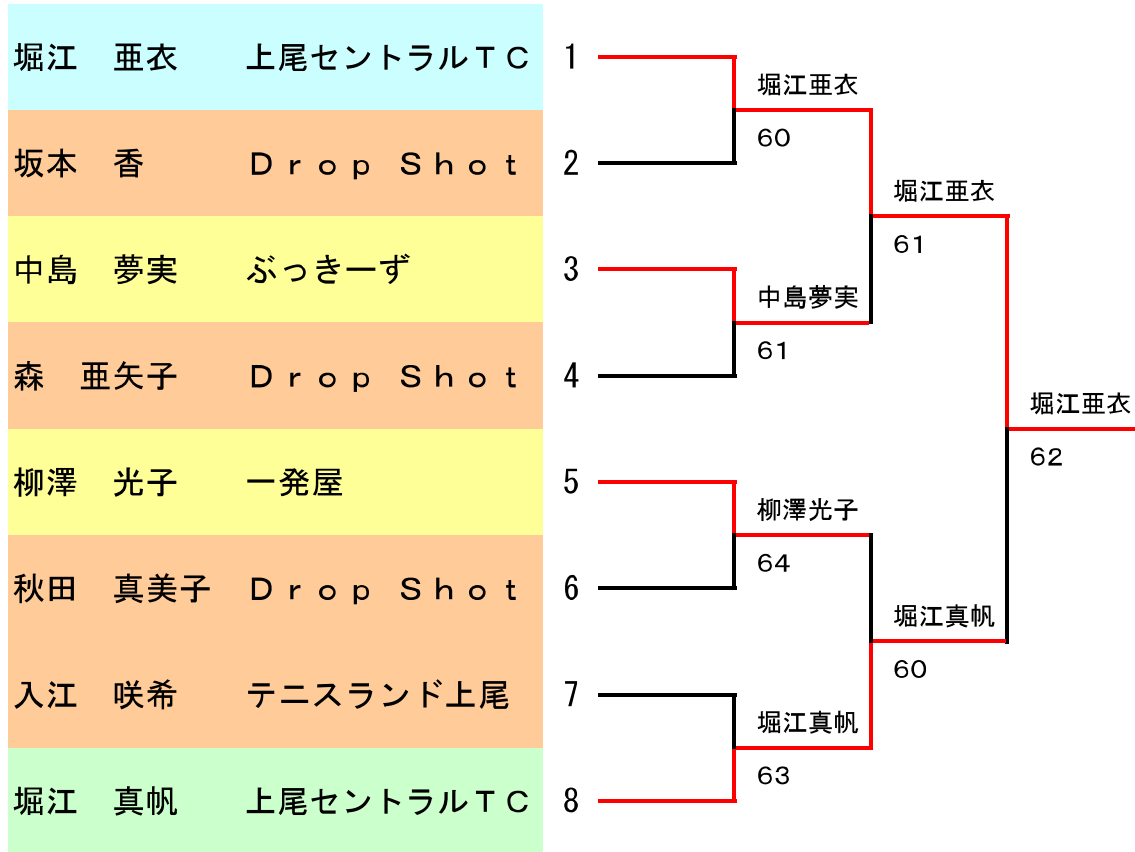 堀江　亜衣　　上尾セントラルＴＣ　1
坂本　香　　　Ｄｒｏｐ　Ｓｈｏｔ　2
中島　夢実　　ぶっきーず　3
森　亜矢子　　Ｄｒｏｐ　Ｓｈｏｔ　4
柳澤　光子　　一発屋　5
秋田　真美子　Ｄｒｏｐ　Ｓｈｏｔ　6
入江　咲希　　テニスランド上尾　7
堀江　真帆　　上尾セントラルＴＣ　8
堀江亜衣
60
中島夢実
61
柳澤光子
64
堀江真帆
63
堀江亜衣
61
堀江真帆
60
堀江亜衣
62